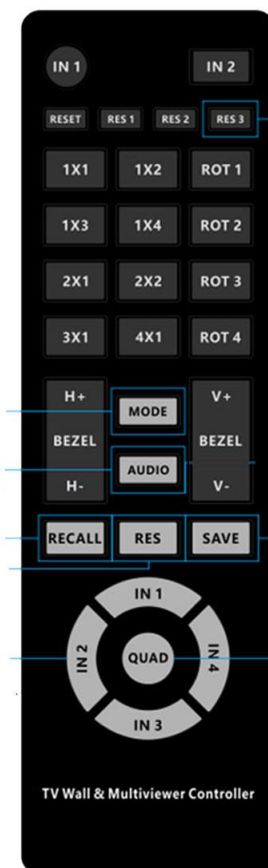 IN 1 IN 2
RESET RES 1 RES 2 RES 3
1X1 1X2 ROT 1
1X3 1X4 ROT 2
2X1 2X2 ROT 3
3X1 4X1 ROT 4
H+ V+
MODE
BEZEL BEZEL
AUDIO
H- V-
RECALL RES SAVE
IN 1
IN 2 QUAD IN 4
IN 3
TV Wall & Multiviewer Controller